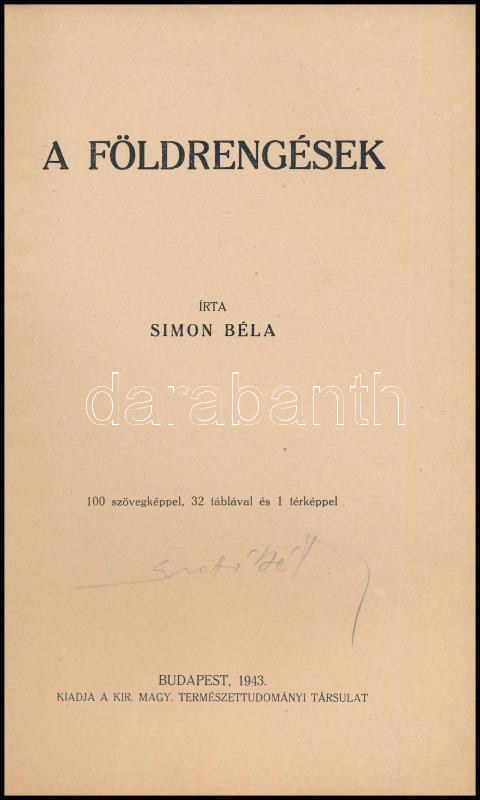 A FÖLDRENGÉSEK
ÍRTA
SIMON BÉLA
darabanth
100 szövegképpel, 32 táblával és 1 térképpel
BUDAPEST, 1943.
KIADJA A KIR. MAGY. TERMÉSZETTUDOMÁNYI TÁRSULAT